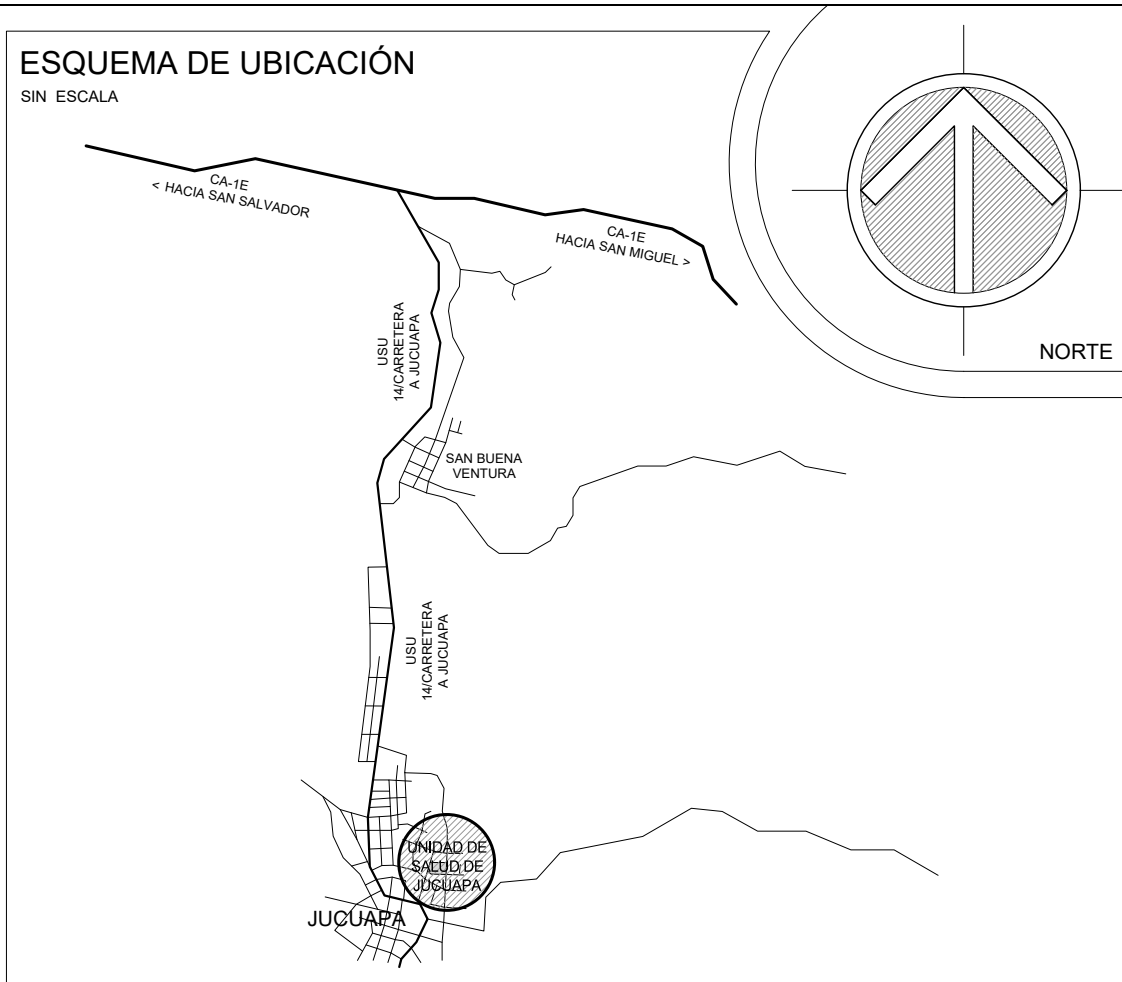 ESQUEMA DE UBICACIÓN
SIN ESCALA
CA-1E
< HACIA SAN SALVADOR
CA-1E
HACIA SAN MIGUEL >
NORTE
USU
14/CARRETERA
A JUCUAPA
SAN BUENA
VENTURA
USU
14/CARRETERA
A JUCUAPA
UNIDAD DE
SALUD DE
JUCUAPA
JUCUAPA